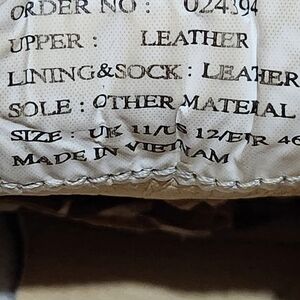 ORDER NO : 024394
UPPER : LEATHER
LINING&SOCK : LEATHER
SOLE : OTHER MATERIAL
SIZE : UK 11/US 12/EUR 46
MADE IN VIETNAM